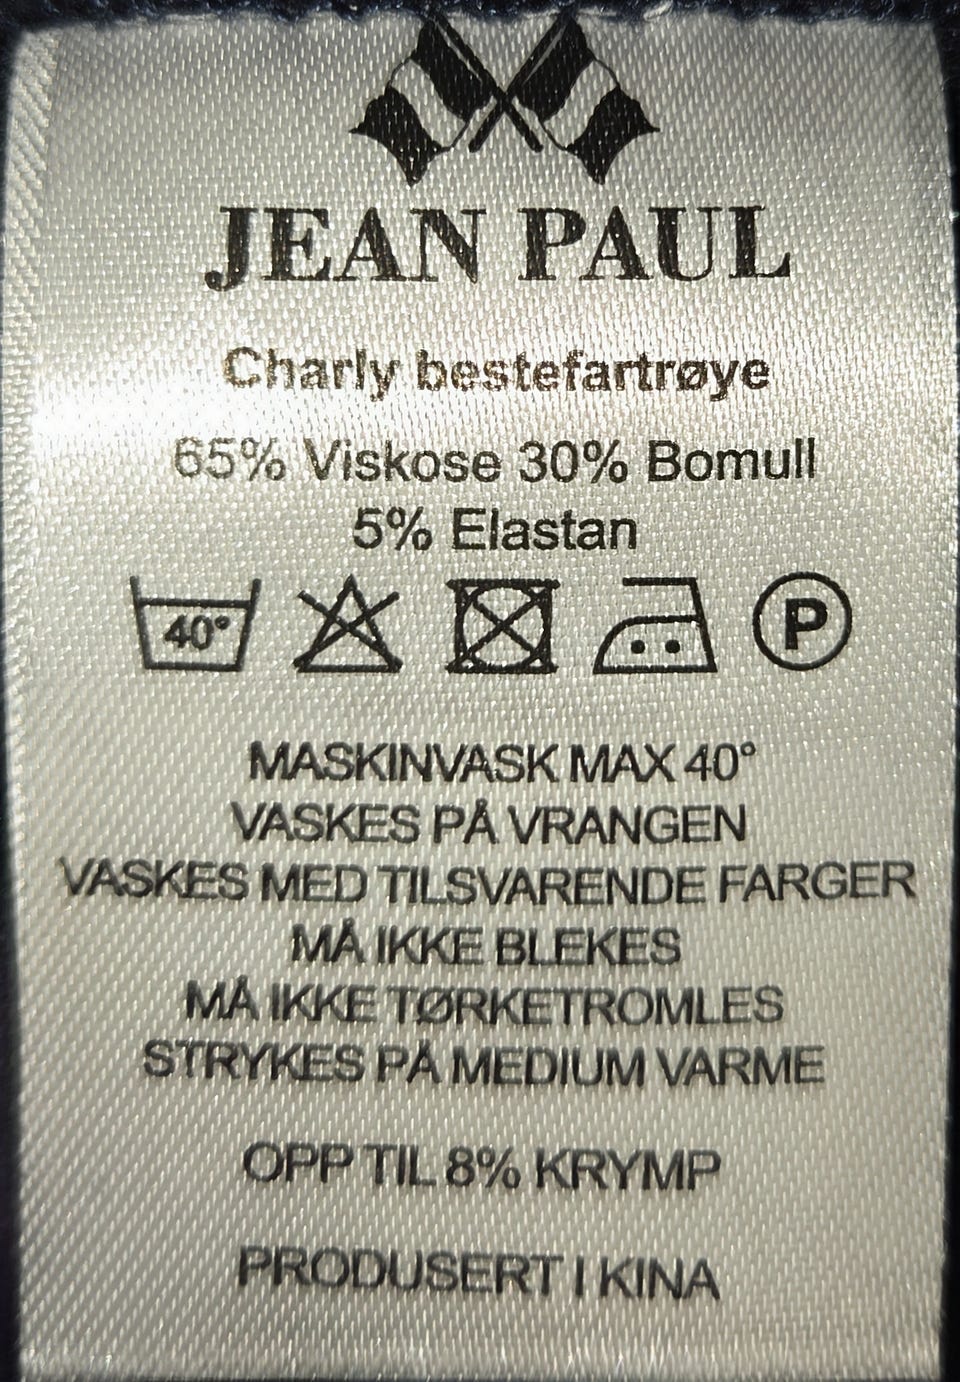 JEAN PAUL
Charly bestefartrøye
65% Viskose 30% Bomull
5% Elastan
40° P
MASKINVASK MAX 40°
VASKES PÅ VRANGEN
VASKES MED TILSVARENDE FARGER
MÅ IKKE BLEKES
MÅ IKKE TØRKETROMLES
STRYKES PÅ MEDIUM VARME
OPP TIL 8% KRYMP
PRODUSERT I KINA